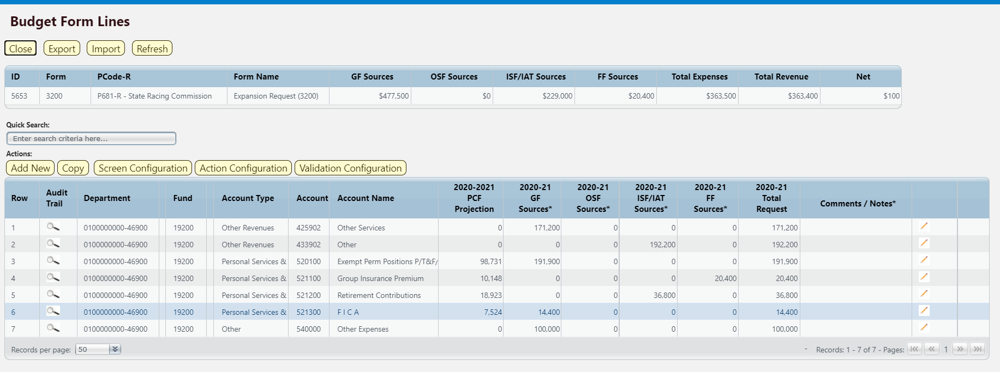 Budget Form Lines
Close Export Import Refresh
ID Form PCode-R Form Name GF Sources OSF Sources ISF/IAT Sources FF Sources Total Expenses Total Revenue Net
5653 3200 P681-R - State Racing Commission Expansion Request (3200) $477,500 $0 $229,000 $20,400 $363,500 $363,400 $100
Quick Search:
Enter search criteria here...
Actions:
Add New Copy Screen Configuration Action Configuration Validation Configuration
Row Audit Trail Department Fund Account Type Account Account Name 2020-2021 PCF Projection 2020-21 GF Sources* 2020-21 OSF Sources* 2020-21 ISF/IAT Sources* 2020-21 FF Sources* 2020-21 Total Request Comments / Notes*
1 0100000000-46900 19200 Other Revenues 425902 Other Services 0 171,200 0 0 0 171,200
2 0100000000-46900 19200 Other Revenues 433902 Other 0 0 0 192,200 0 192,200
3 0100000000-46900 19200 Personal Services & 520100 Exempt Perm Positions P/T&F/ 98,731 191,900 0 0 0 191,900
4 0100000000-46900 19200 Personal Services & 521100 Group Insurance Premium 10,148 0 0 0 20,400 20,400
5 0100000000-46900 19200 Personal Services & 521200 Retirement Contributions 18,923 0 0 36,800 0 36,800
6 0100000000-46900 19200 Personal Services & 521300 F I C A 7,524 14,400 0 0 0 14,400
7 0100000000-46900 19200 Other 540000 Other Expenses 0 100,000 0 0 0 100,000
Records per page: 50 - Records: 1 - 7 of 7 - Pages: 1